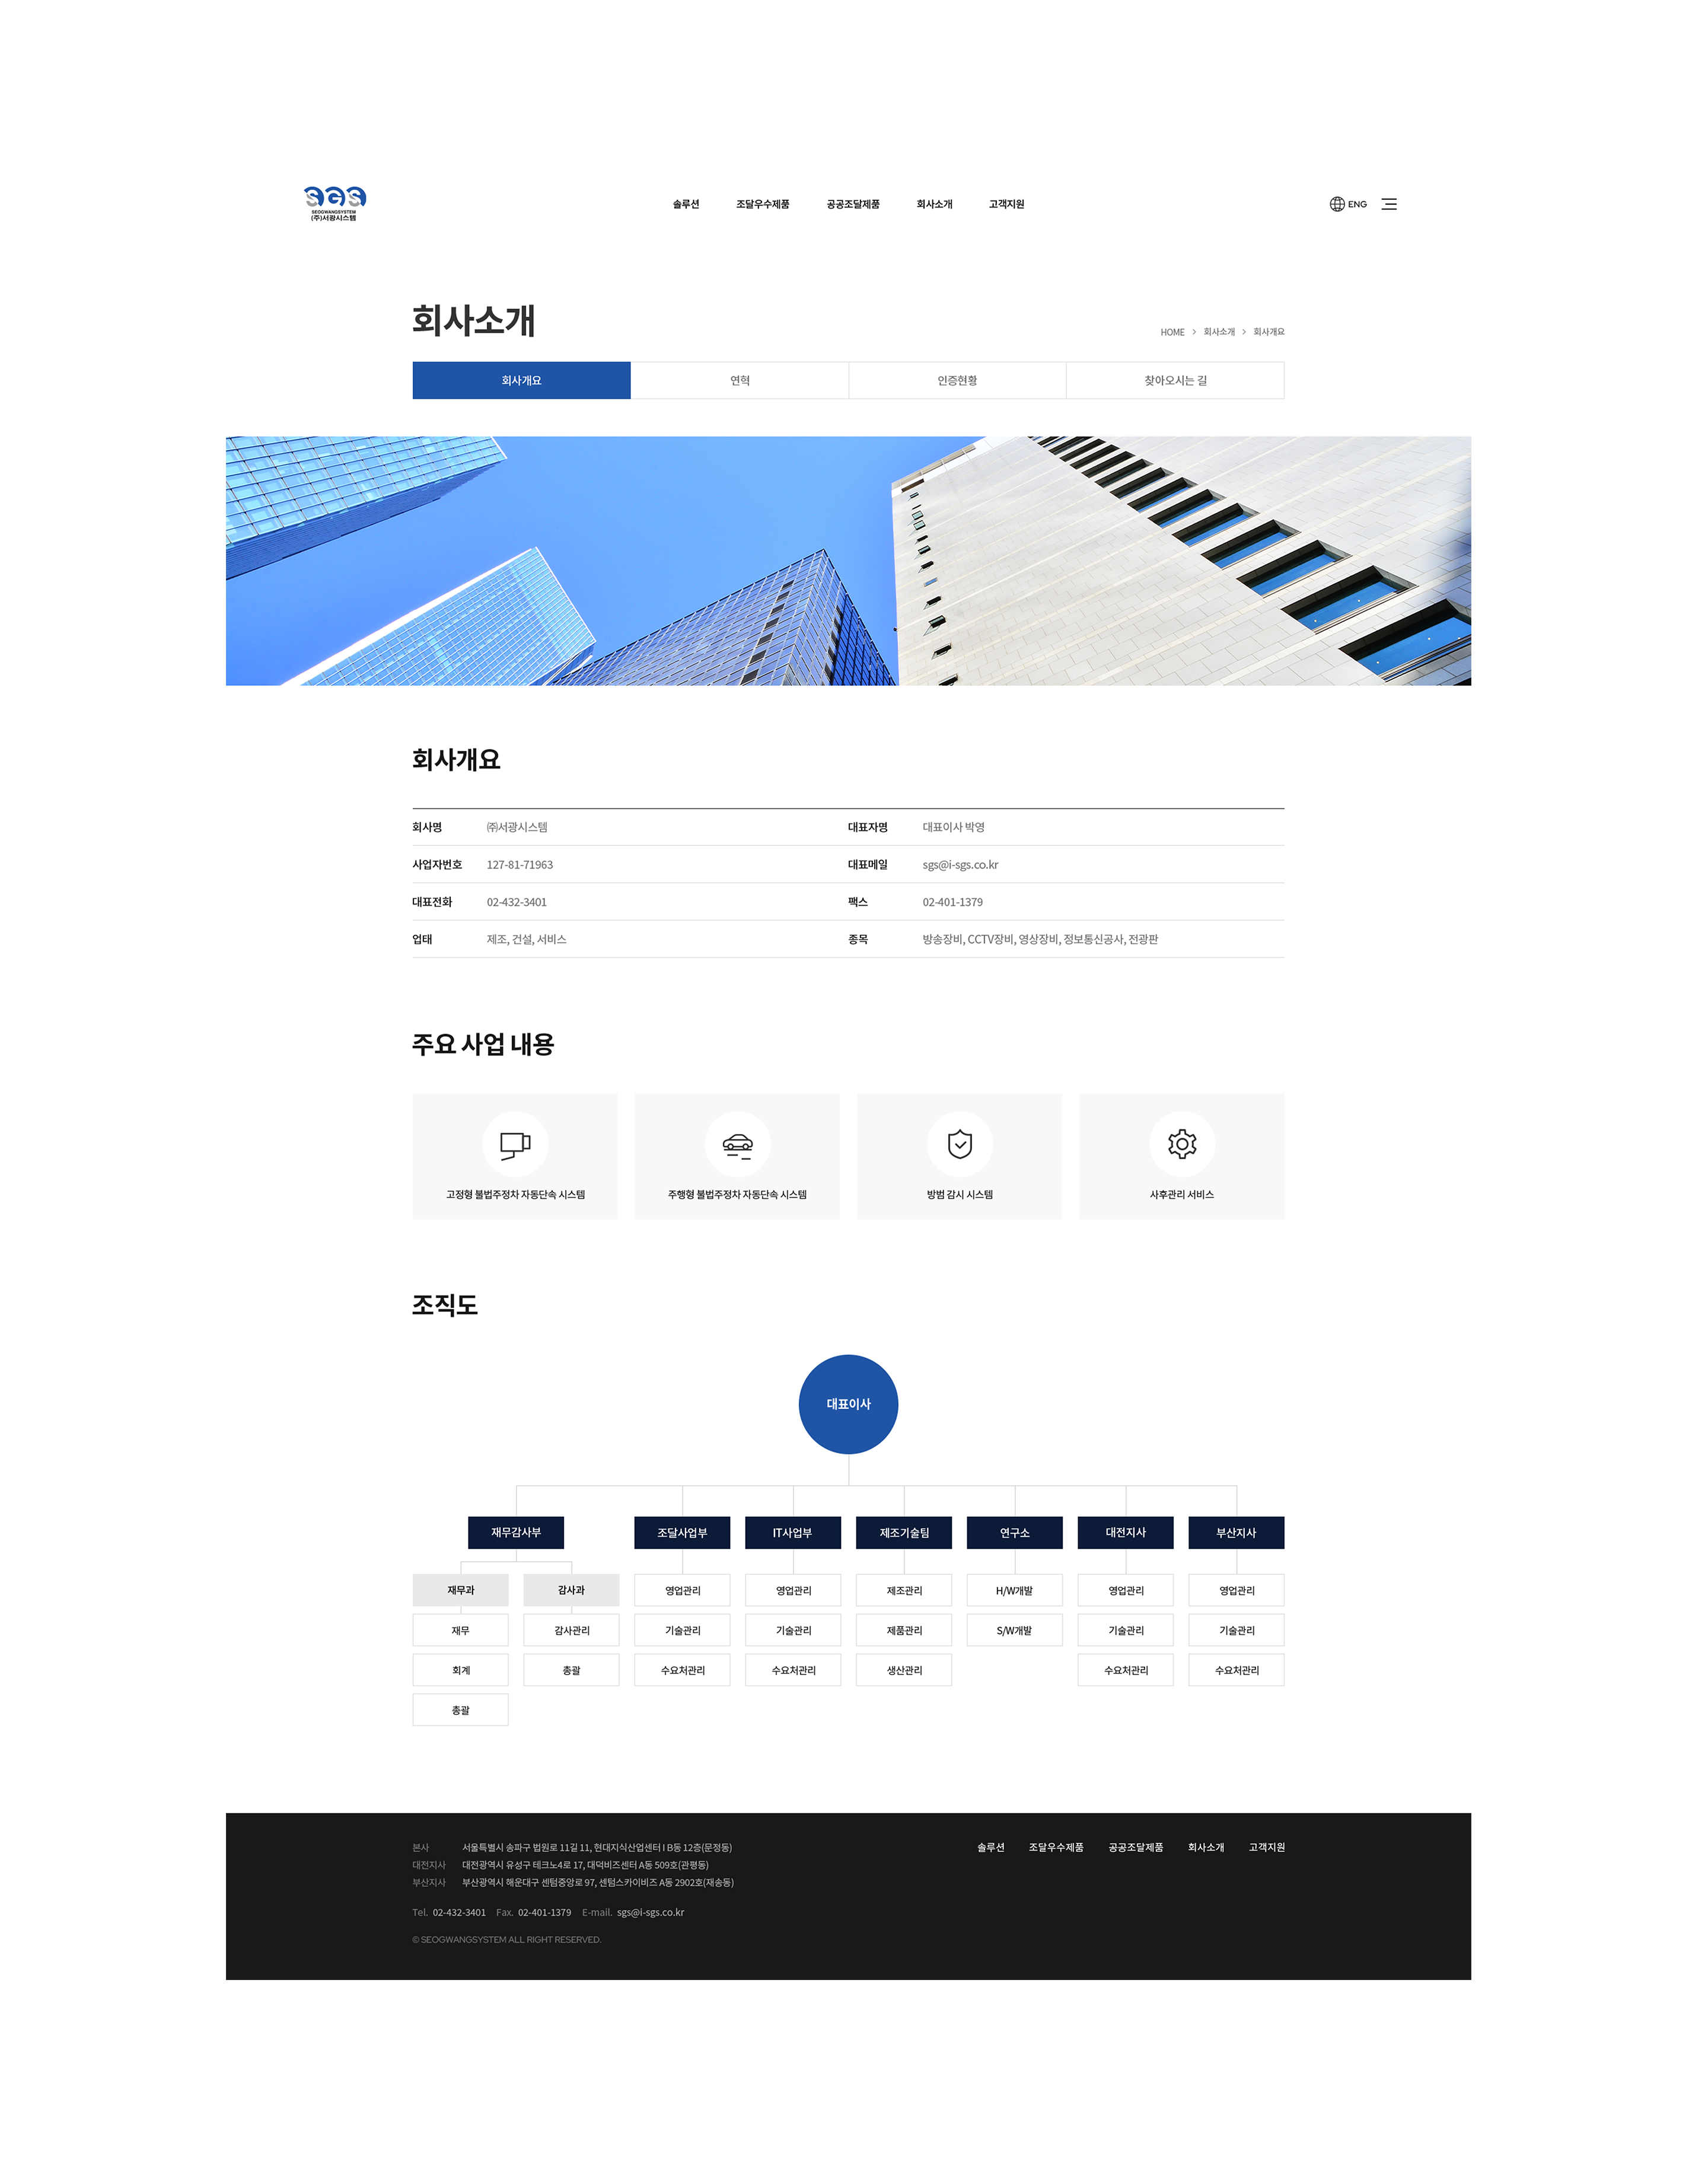 SGS
SEOGWANGSYSTEM
(주)서광시스템
솔루션 조달우수제품 공공조달제품 회사소개 고객지원
ENG
회사소개
HOME > 회사소개 > 회사개요
회사개요 연혁 인증현황 찾아오시는 길
회사개요
회사명 ㈜서광시스템 대표자명 대표이사 박영
사업자번호 127-81-71963 대표메일 sgs@i-sgs.co.kr
대표전화 02-432-3401 팩스 02-401-1379
업태 제조, 건설, 서비스 종목 방송장비, CCTV장비, 영상장비, 정보통신공사, 전광판
주요 사업 내용
고정형 불법주정차 자동단속 시스템 주행형 불법주정차 자동단속 시스템 방범 감시 시스템 사후관리 서비스
조직도
대표이사
재무감사부 조달사업부 IT사업부 제조기술팀 연구소 대전지사 부산지사
재무과 감사과 영업관리 영업관리 제조관리 H/W개발 영업관리 영업관리
재무 감사관리 기술관리 기술관리 제품관리 S/W개발 기술관리 기술관리
회계 총괄 수요처관리 수요처관리 생산관리 수요처관리 수요처관리
총괄
본사 서울특별시 송파구 법원로 11길 11, 현대지식산업센터 I B동 12층(문정동)
솔루션 조달우수제품 공공조달제품 회사소개 고객지원
대전지사 대전광역시 유성구 테크노4로 17, 대덕비즈센터 A동 509호(관평동)
부산지사 부산광역시 해운대구 센텀중앙로 97, 센텀스카이비즈 A동 2902호(재송동)
Tel. 02-432-3401 Fax. 02-401-1379 E-mail. sgs@i-sgs.co.kr
© SEOGWANGSYSTEM ALL RIGHT RESERVED.